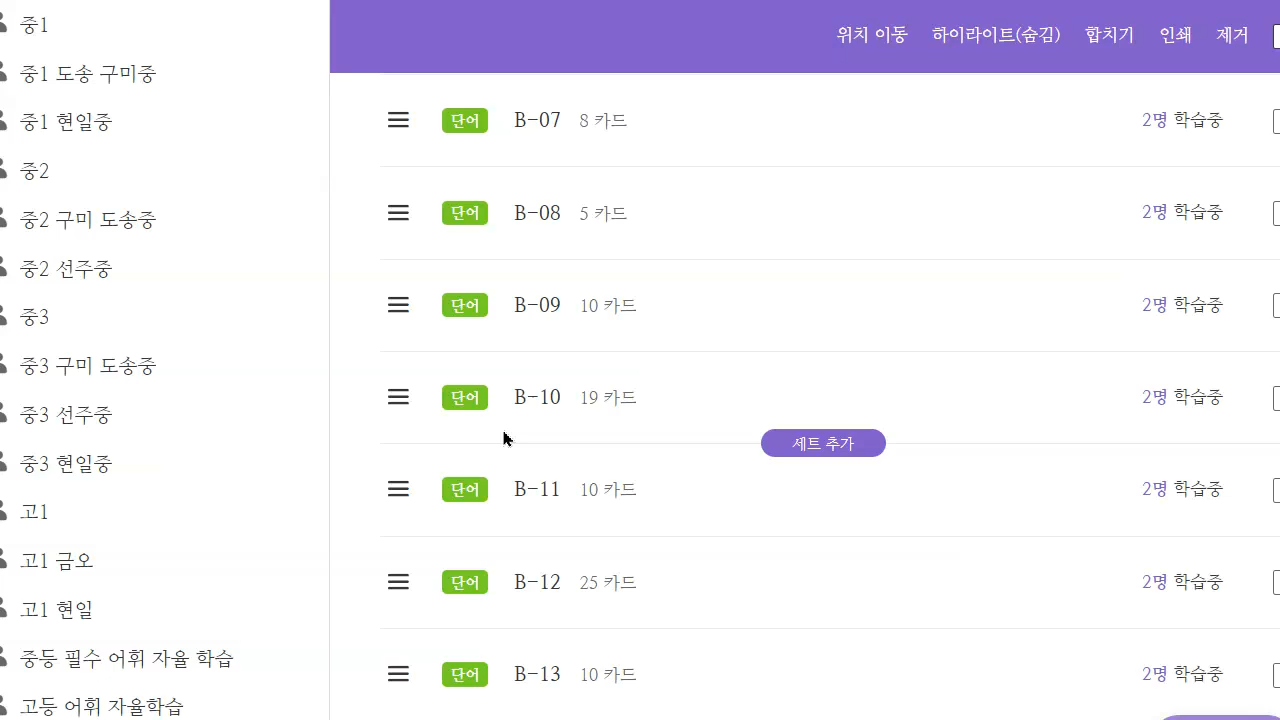 중1
중1 도송 구미중
중1 현일중
중2
중2 구미 도송중
중2 선주중
중3
중3 구미 도송중
중3 선주중
중3 현일중
고1
고1 금오
고1 현일
중등 필수 어휘 자율 학습
고등 어휘 자율학습
위치 이동 하이라이트(숨김) 합치기 인쇄 제거
단어 B-07 8 카드 2명 학습중
단어 B-08 5 카드 2명 학습중
단어 B-09 10 카드 2명 학습중
단어 B-10 19 카드 2명 학습중
세트 추가
단어 B-11 10 카드 2명 학습중
단어 B-12 25 카드 2명 학습중
단어 B-13 10 카드 2명 학습중